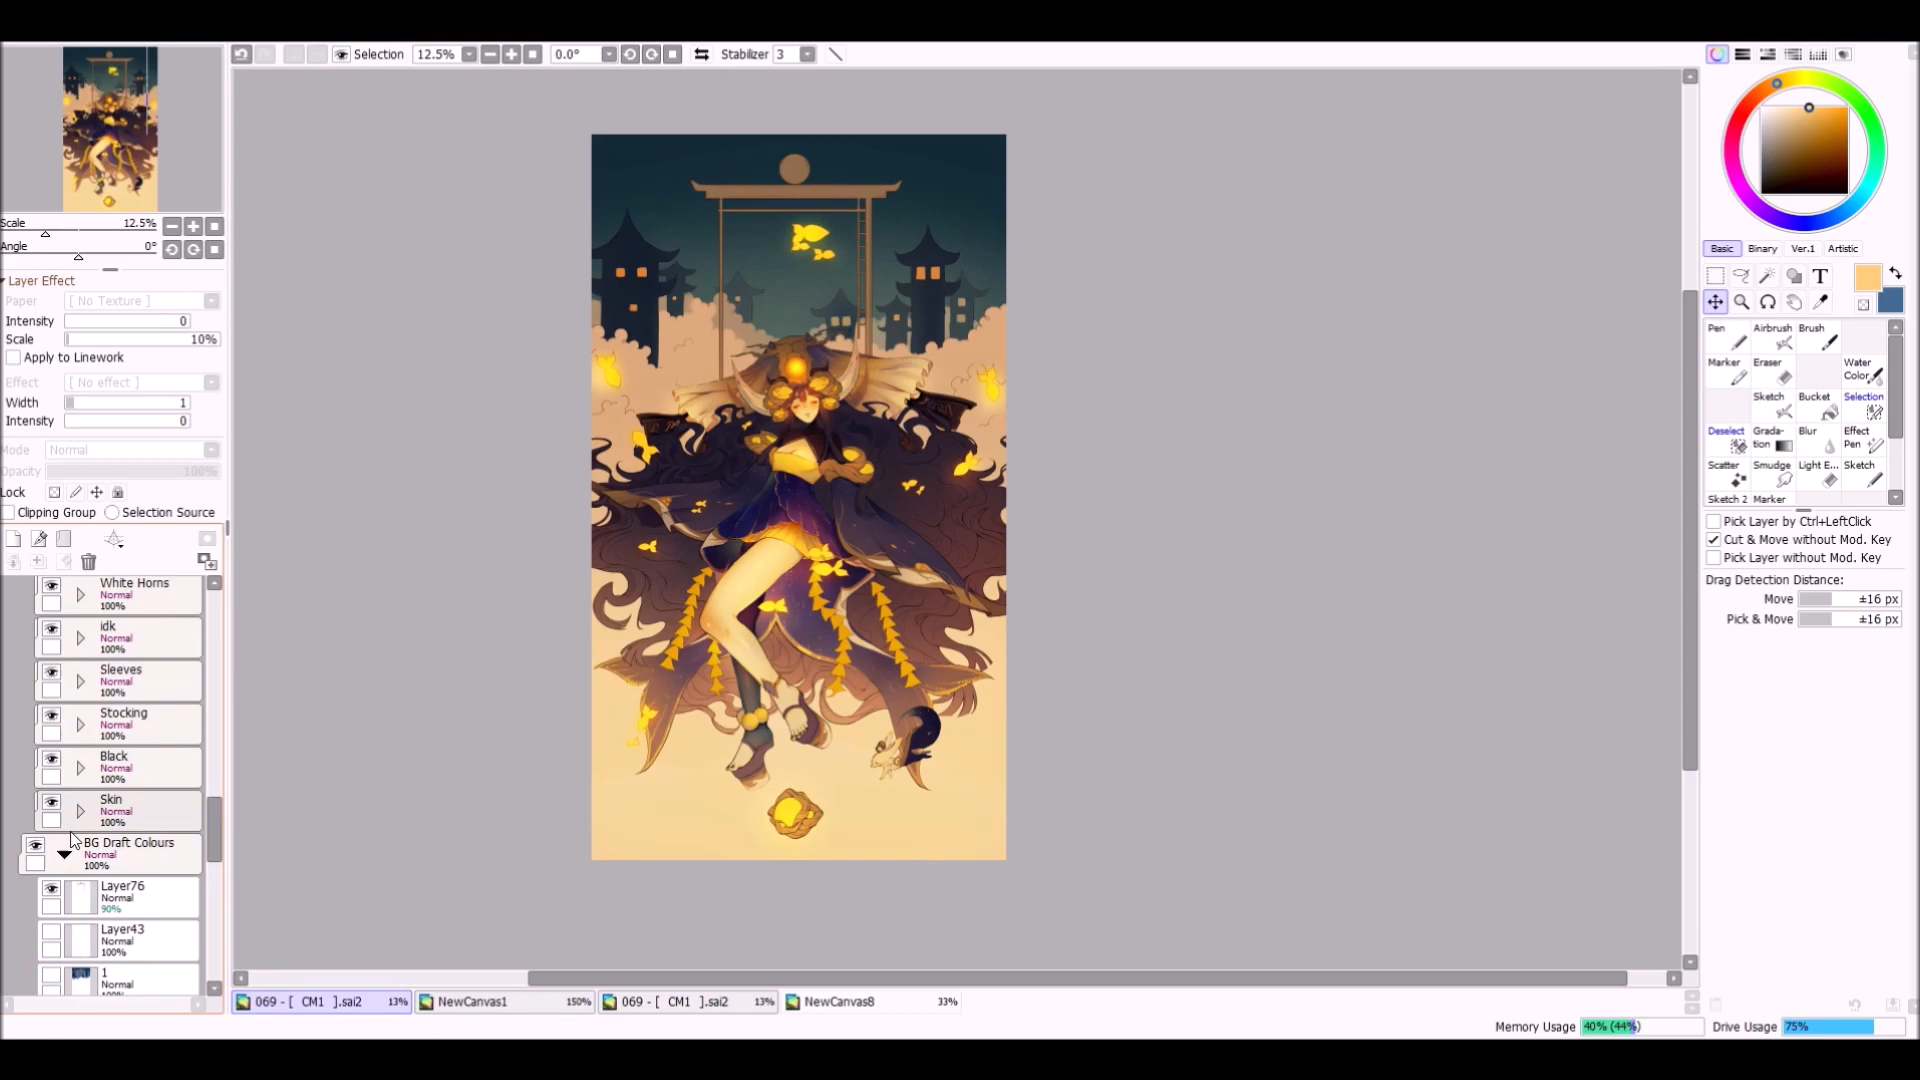 Selection 12.5% 0.0° Stabilizer 3
Scale 12.5%
Angle 0°
Layer Effect
Paper [ No Texture ]
Intensity 0
Scale 10%
Apply to Linework
Effect [ No effect ]
Width 1
Intensity 0
Mode Normal
Opacity 100%
Lock
Clipping Group Selection Source
White Horns
Normal
100%
idk
Normal
100%
Sleeves
Normal
100%
Stocking
Normal
100%
Black
Normal
100%
Skin
Normal
100%
BG Draft Colours
Normal
100%
Layer76
Normal
90%
Layer43
Normal
100%
1
Normal
100%
069 - [ CM1 ].sai2 13% NewCanvas1 150% 069 - [ CM1 ].sai2 13% NewCanvas8 33%
Basic Binary Ver.1 Artistic
T
Pen Airbrush Brush
Marker Eraser Water
Color
Sketch Bucket Selection
Deselect Grada-
tion Blur Effect
Pen
Scatter Smudge Light E... Sketch
Sketch 2 Marker
Pick Layer by Ctrl+LeftClick
Cut & Move without Mod. Key
Pick Layer without Mod. Key
Drag Detection Distance:
Move ±16 px
Pick & Move ±16 px
Memory Usage 40% (44%) Drive Usage 75%